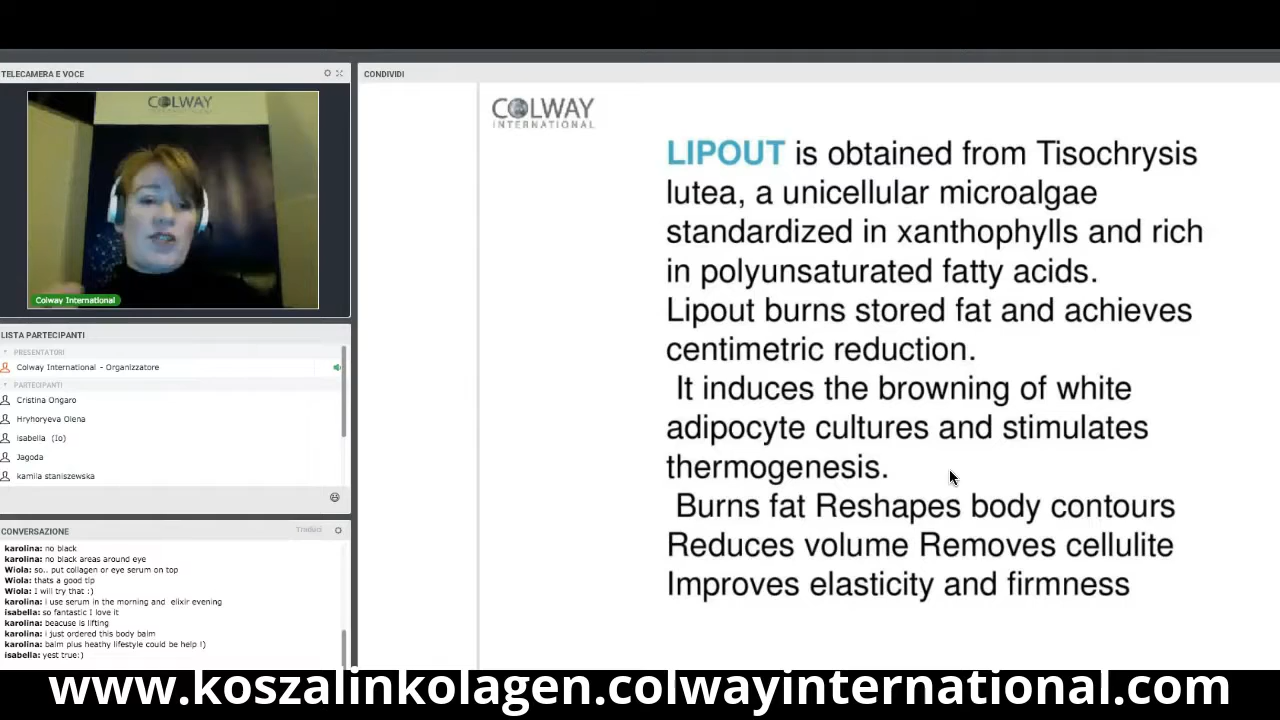 TELECAMERA E VOCE
COLWAY
INTERNATIONAL
Colway International
LISTA PARTECIPANTI
PRESENTATORI
Colway International - Organizzatore
PARTECIPANTI
Cristina Ongaro
Hryhoryeva Olena
isabella (Io)
Jagoda
kamila staniszewska
CONVERSAZIONE
Traduci
karolina: no black
karolina: no black areas around eye
Wiola: so.. put collagen or eye serum on top
Wiola: thats a good tip
Wiola: I will try that :)
karolina: i use serum in the morning and elixir evening
isabella: so fantastic I love it
karolina: beacuse is lifting
karolina: i just ordered this body balm
karolina: balm plus heathy lifestyle could be help !)
isabella: yest true:)
CONDIVIDI
COLWAY
INTERNATIONAL
LIPOUT is obtained from Tisochrysis
lutea, a unicellular microalgae
standardized in xanthophylls and rich
in polyunsaturated fatty acids.
Lipout burns stored fat and achieves
centimetric reduction.
It induces the browning of white
adipocyte cultures and stimulates
thermogenesis.
Burns fat Reshapes body contours
Reduces volume Removes cellulite
Improves elasticity and firmness
www.koszalinkolagen.colwayinternational.com